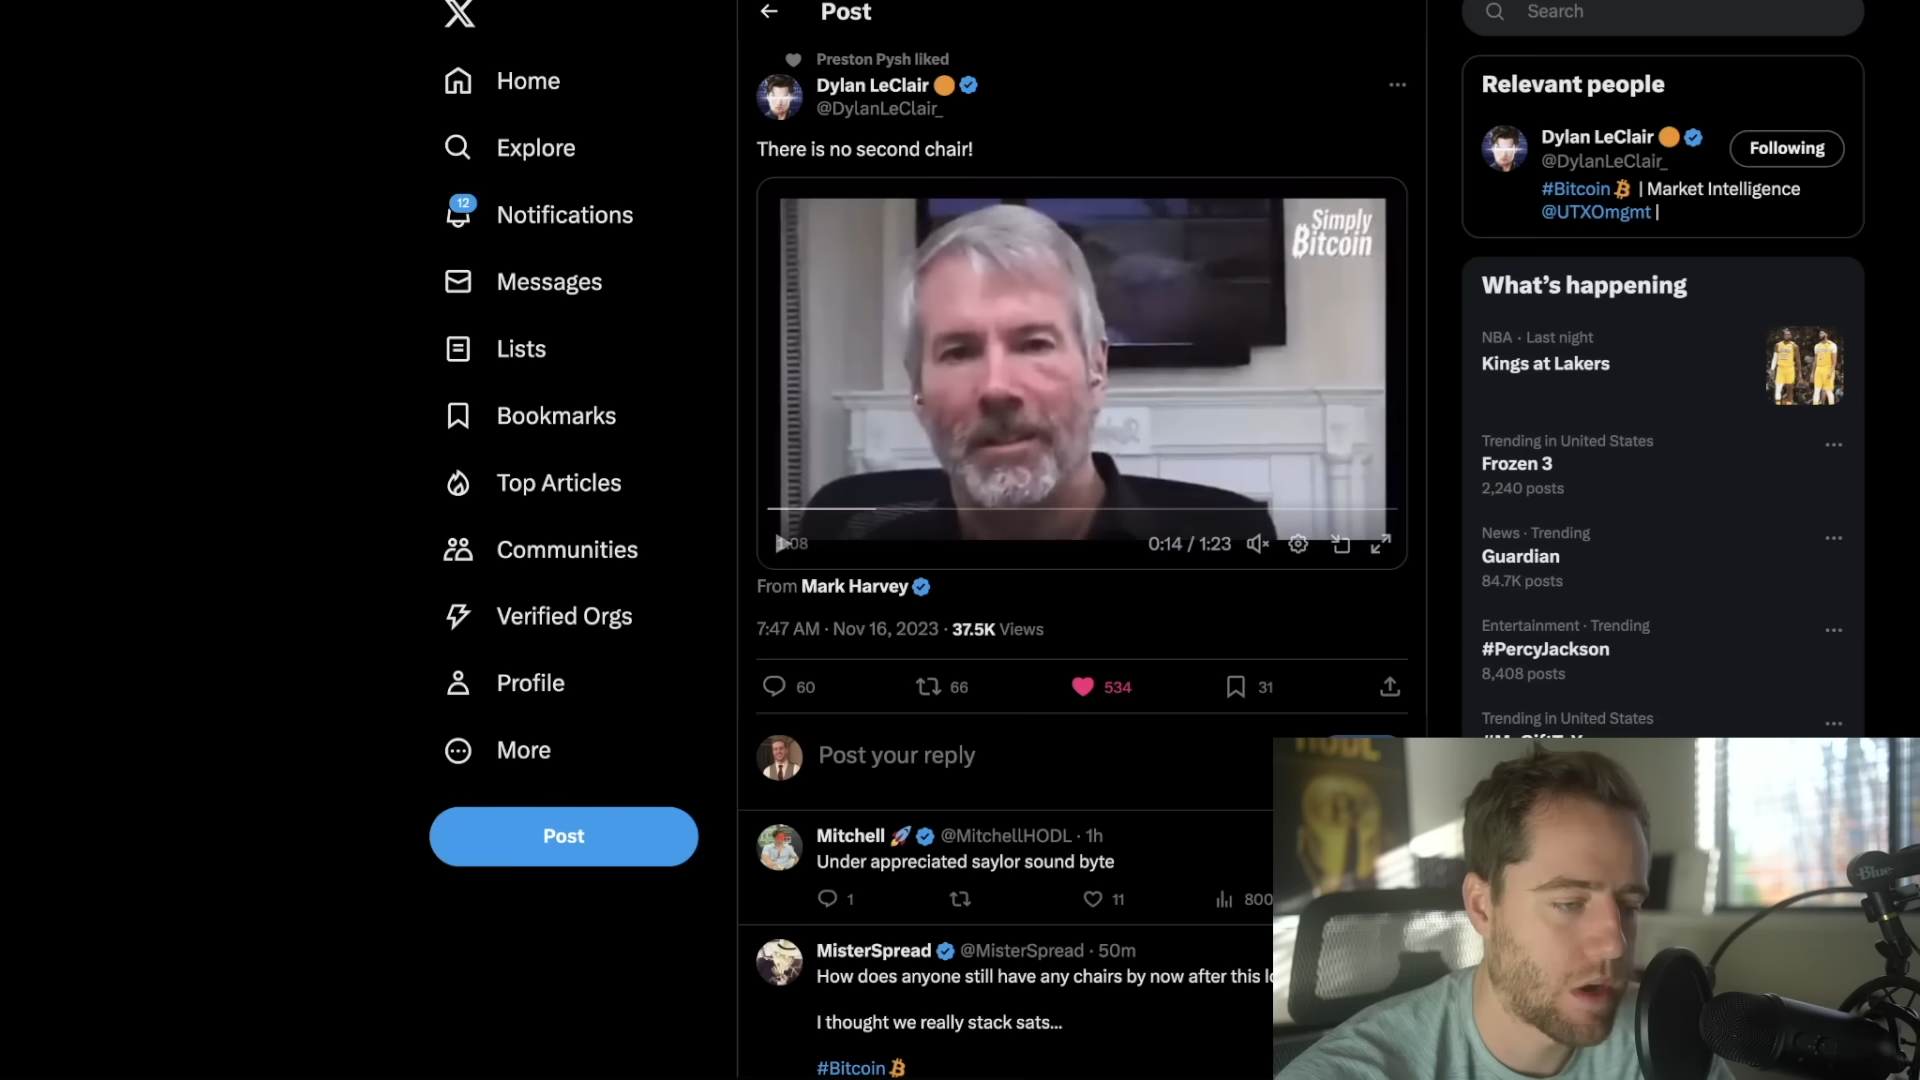 Home
Explore
12
Notifications
Messages
Lists
Bookmarks
Top Articles
Communities
Verified Orgs
Profile
More
Post
Post
Preston Pysh liked
Dylan LeClair
@DylanLeClair_
There is no second chair!
Simply
Bitcoin
1:08
0:14 / 1:23
From Mark Harvey
7:47 AM · Nov 16, 2023 · 37.5K Views
60
66
534
31
Post your reply
Mitchell @MitchellHODL · 1h
Under appreciated saylor sound byte
1
11
800
MisterSpread @MisterSpread · 50m
How does anyone still have any chairs by now after this
I thought we really stack sats...
#Bitcoin
Search
Relevant people
Dylan LeClair
@DylanLeClair_
Following
#Bitcoin | Market Intelligence
@UTXOmgmt |
What's happening
NBA · Last night
Kings at Lakers
Trending in United States
Frozen 3
2,240 posts
News · Trending
Guardian
84.7K posts
Entertainment · Trending
#PercyJackson
8,408 posts
Trending in United States
HODL
Blue